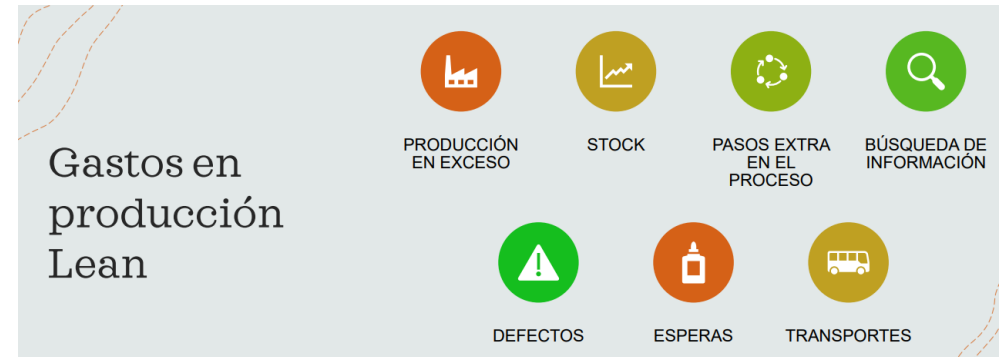 Gastos en
producción
Lean
PRODUCCIÓN
EN EXCESO
STOCK
PASOS EXTRA
EN EL
PROCESO
BÚSQUEDA DE
INFORMACIÓN
DEFECTOS
ESPERAS
TRANSPORTES